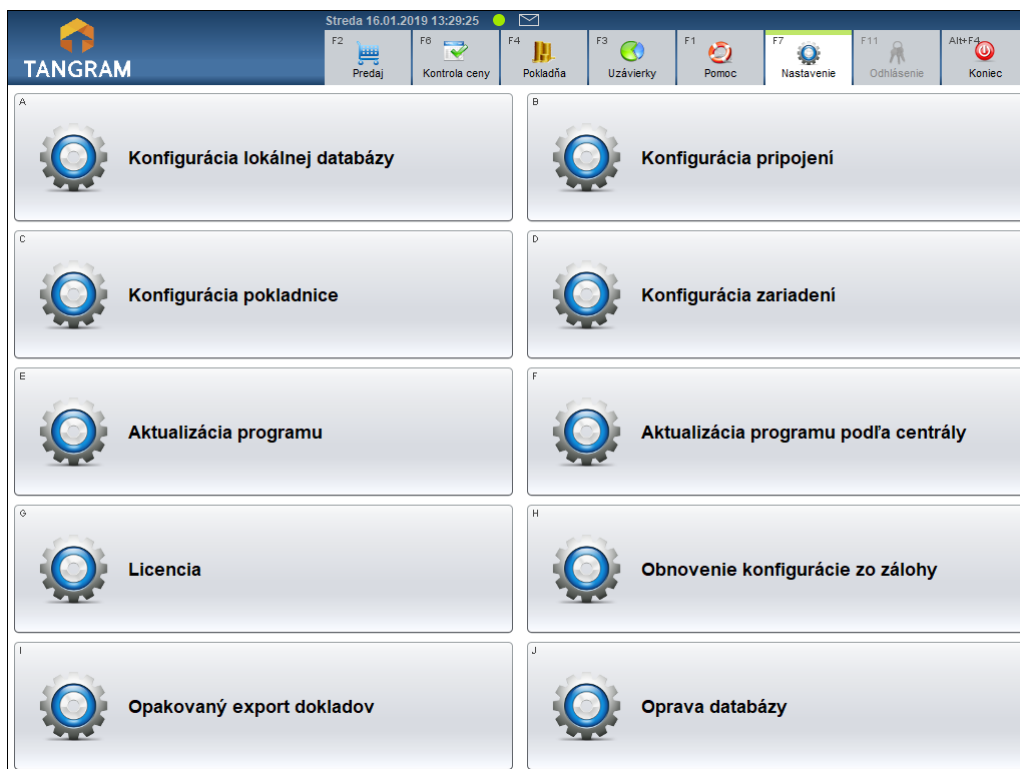 Streda 16.01.2019 13:29:25
TANGRAM
F2 Predaj
F6 Kontrola ceny
F4 Pokladňa
F3 Uzávierky
F1 Pomoc
F7 Nastavenie
F11 Odhlásenie
Alt+F4 Koniec
A
Konfigurácia lokálnej databázy
B
Konfigurácia pripojení
C
Konfigurácia pokladnice
D
Konfigurácia zariadení
E
Aktualizácia programu
F
Aktualizácia programu podľa centrály
G
Licencia
H
Obnovenie konfigurácie zo zálohy
I
Opakovaný export dokladov
J
Oprava databázy